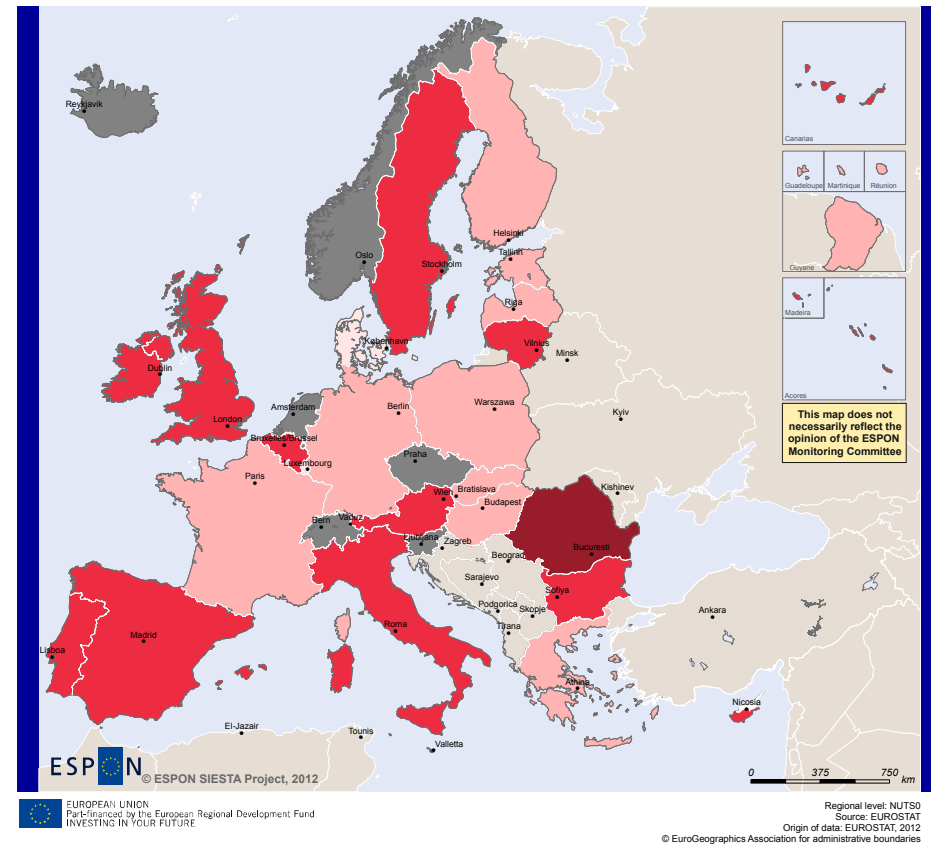 Reykjavik
Canarias
Guadeloupe
Martinique
Réunion
Guyane
Helsinki
Tallinn
Oslo
Stockholm
Madeira
Riga
Acores
København
Vilnius
Minsk
Dublin
This map does not
necessarily reflect the
opinion of the ESPON
Monitoring Committee
Amsterdam
Berlin
Warszawa
London
Kyiv
Bruxelles/Brussel
Praha
Luxembourg
Paris
Kishinev
Wien
Bratislava
Budapest
Bern
Vaduz
Ljubljana
Zagreb
Beograd
Bucuresti
Sarajevo
Sofiya
Podgorica
Skopje
Ankara
Tirana
Roma
Madrid
Lisboa
Athina
Nicosia
El-Jazair
Tounis
Valletta
ESPON
© ESPON SIESTA Project, 2012
0 375 750
km
EUROPEAN UNION
Part-financed by the European Regional Development Fund
INVESTING IN YOUR FUTURE
Regional level: NUTS0
Source: EUROSTAT
Origin of data: EUROSTAT, 2012
© EuroGeographics Association for administrative boundaries